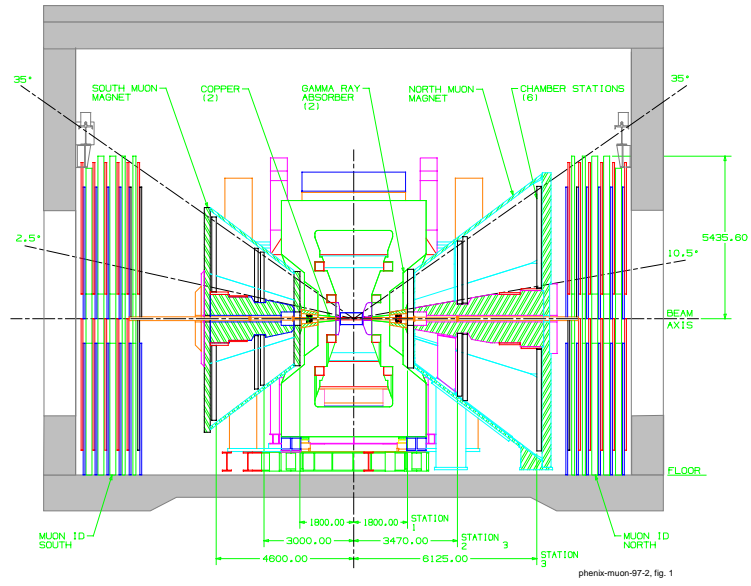 35°
SOUTH MUON
MAGNET
COPPER
(2)
GAMMA RAY
ABSORBER
(2)
NORTH MUON
MAGNET
CHAMBER STATIONS
(6)
35°
2.5°
5435.60
10.5°
BEAM
AXIS
FLOOR
MUON ID
SOUTH
MUON ID
NORTH
1800.00
1800.00
STATION
1
3000.00
3470.00
STATION
2
3
4600.00
6125.00
STATION
3
phenix-muon-97-2, fig. 1